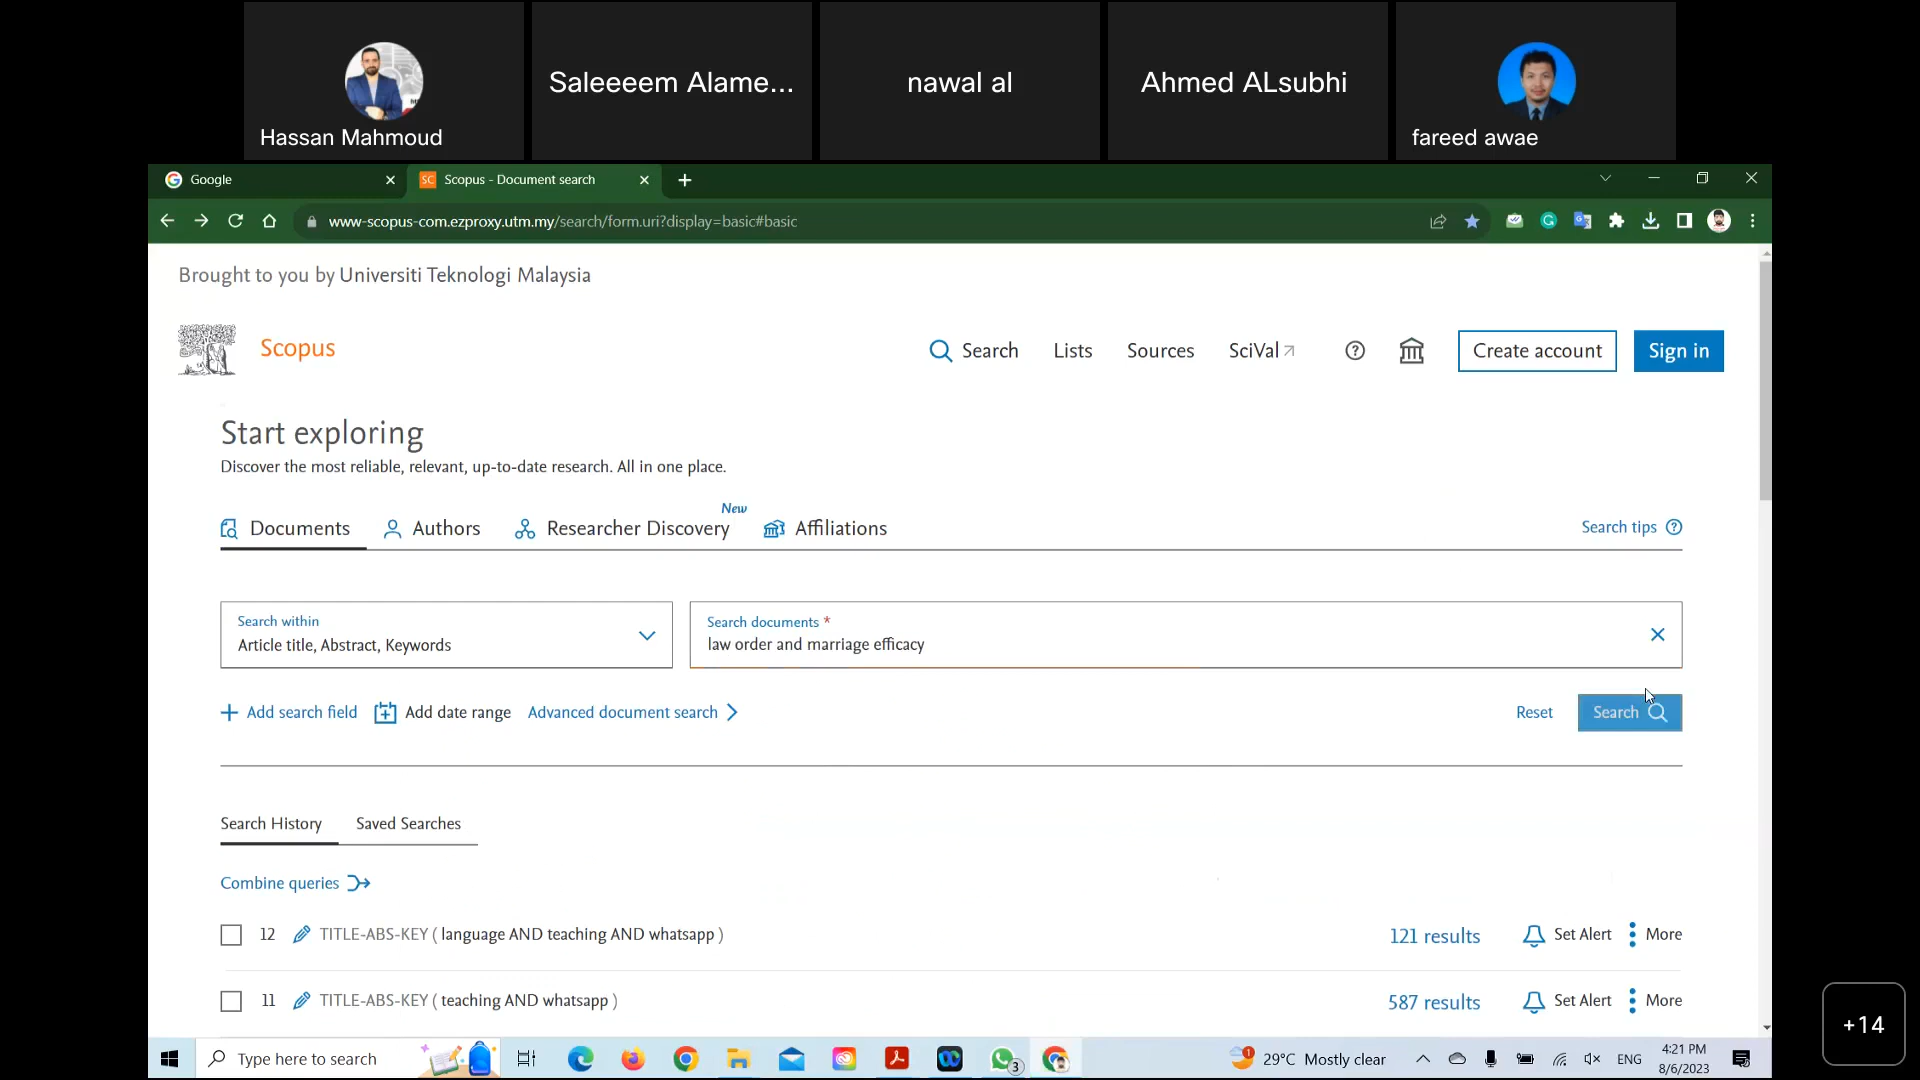 Hassan Mahmoud
Saleeeem Alame...
nawal al
Ahmed ALsubhi
fareed awae
Google
SC
Scopus - Document search
www-scopus-com.ezproxy.utm.my/search/form.uri?display=basic#basic
Brought to you by Universiti Teknologi Malaysia
Scopus
Search
Lists
Sources
SciVal
Create account
Sign in
Start exploring
Discover the most reliable, relevant, up-to-date research. All in one place.
New
Documents
Authors
Researcher Discovery
Affiliations
Search tips
Search within
Article title, Abstract, Keywords
Search documents *
law order and marriage efficacy
Add search field
Add date range
Advanced document search
Reset
Search
Search History
Saved Searches
Combine queries
12 TITLE-ABS-KEY ( language AND teaching AND whatsapp ) 121 results Set Alert More
11 TITLE-ABS-KEY ( teaching AND whatsapp ) 587 results Set Alert More
+14
Type here to search
3
1
29°C Mostly clear
ENG
4:21 PM
8/6/2023